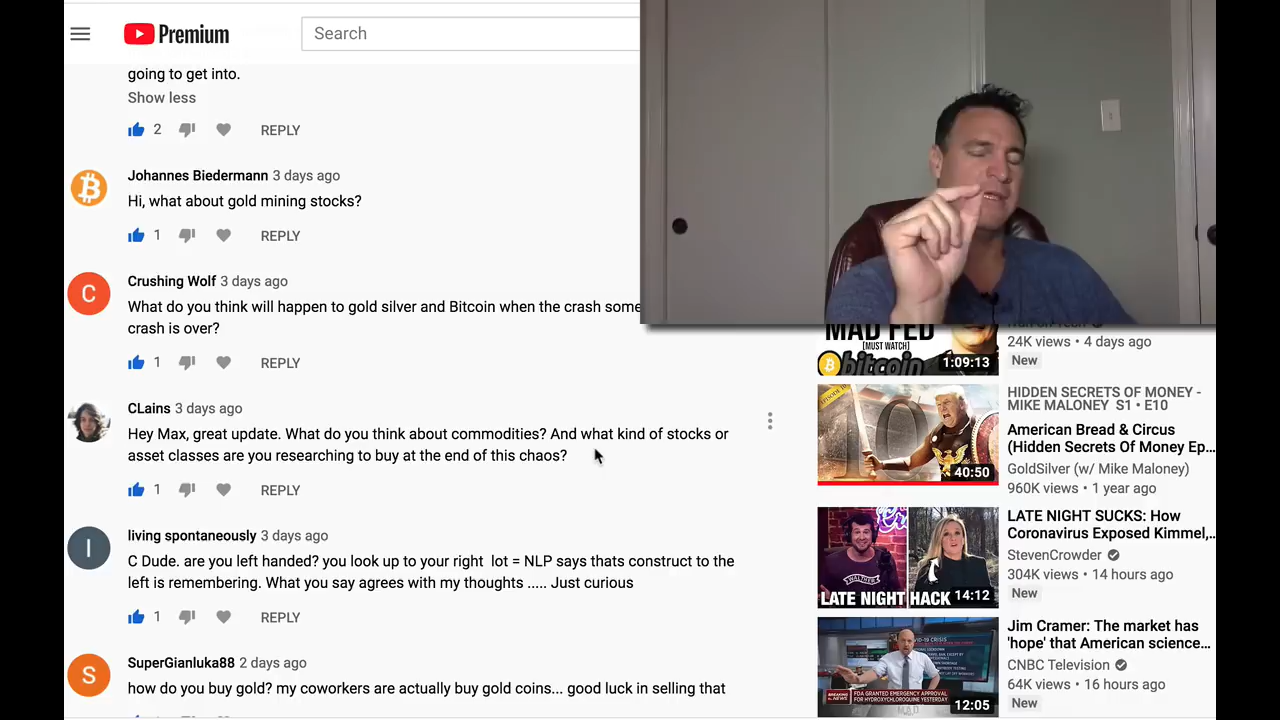 Premium
Search
going to get into.
Show less
2
REPLY
Johannes Biedermann 3 days ago
Hi, what about gold mining stocks?
1
REPLY
C
Crushing Wolf 3 days ago
What do you think will happen to gold silver and Bitcoin when the crash some
crash is over?
1
REPLY
CLains 3 days ago
Hey Max, great update. What do you think about commodities? And what kind of stocks or
asset classes are you researching to buy at the end of this chaos?
1
REPLY
I
living spontaneously 3 days ago
C Dude. are you left handed? you look up to your right lot = NLP says thats construct to the
left is remembering. What you say agrees with my thoughts ..... Just curious
1
REPLY
S
SuperGianluka88 2 days ago
how do you buy gold? my coworkers are actually buy gold coins... good luck in selling that
MAD FED
[MUST WATCH]
bitcoin
1:09:13
24K views • 4 days ago
New
EPISODE 10
10
40:50
HIDDEN SECRETS OF MONEY -
MIKE MALONEY S1 • E10
American Bread & Circus
(Hidden Secrets Of Money Ep...
GoldSilver (w/ Mike Maloney)
960K views • 1 year ago
WALTHER
LATE NIGHT HACK
14:12
LATE NIGHT SUCKS: How
Coronavirus Exposed Kimmel,...
StevenCrowder
304K views • 14 hours ago
New
FDA GRANTED EMERGENCY APPROVAL
FOR HYDROXYCHLOROQUINE YESTERDAY
12:05
Jim Cramer: The market has
'hope' that American science...
CNBC Television
64K views • 16 hours ago
New